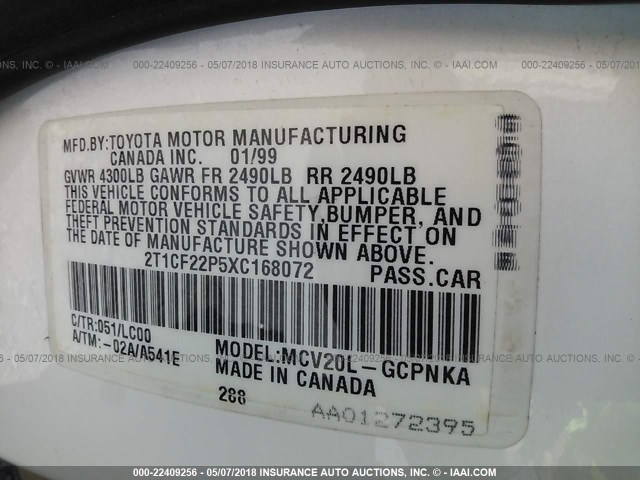 000-22409256 - 05/07/2018 INSURANCE AUTO AUCTIONS, INC. © - IAAI.COM
MFD.BY:TOYOTA MOTOR MANUFACTURING
CANADA INC. 01/99
GVWR 4300LB GAWR FR 2490LB RR 2490LB
THIS VEHICLE CONFORMS TO ALL APPLICABLE
FEDERAL MOTOR VEHICLE SAFETY,BUMPER, AND
THEFT PREVENTION STANDARDS IN EFFECT ON
THE DATE OF MANUFACTURE SHOWN ABOVE.
2T1CF22P5XC168072 PASS.CAR
C/TR:051/LC00
A/TM:-02A/A541E
MODEL:MCV20L-GCPNKA
MADE IN CANADA
288
AA01272395
000-22409256 - 05/07/2018 INSURANCE AUTO AUCTIONS, INC. © - IAAI.COM